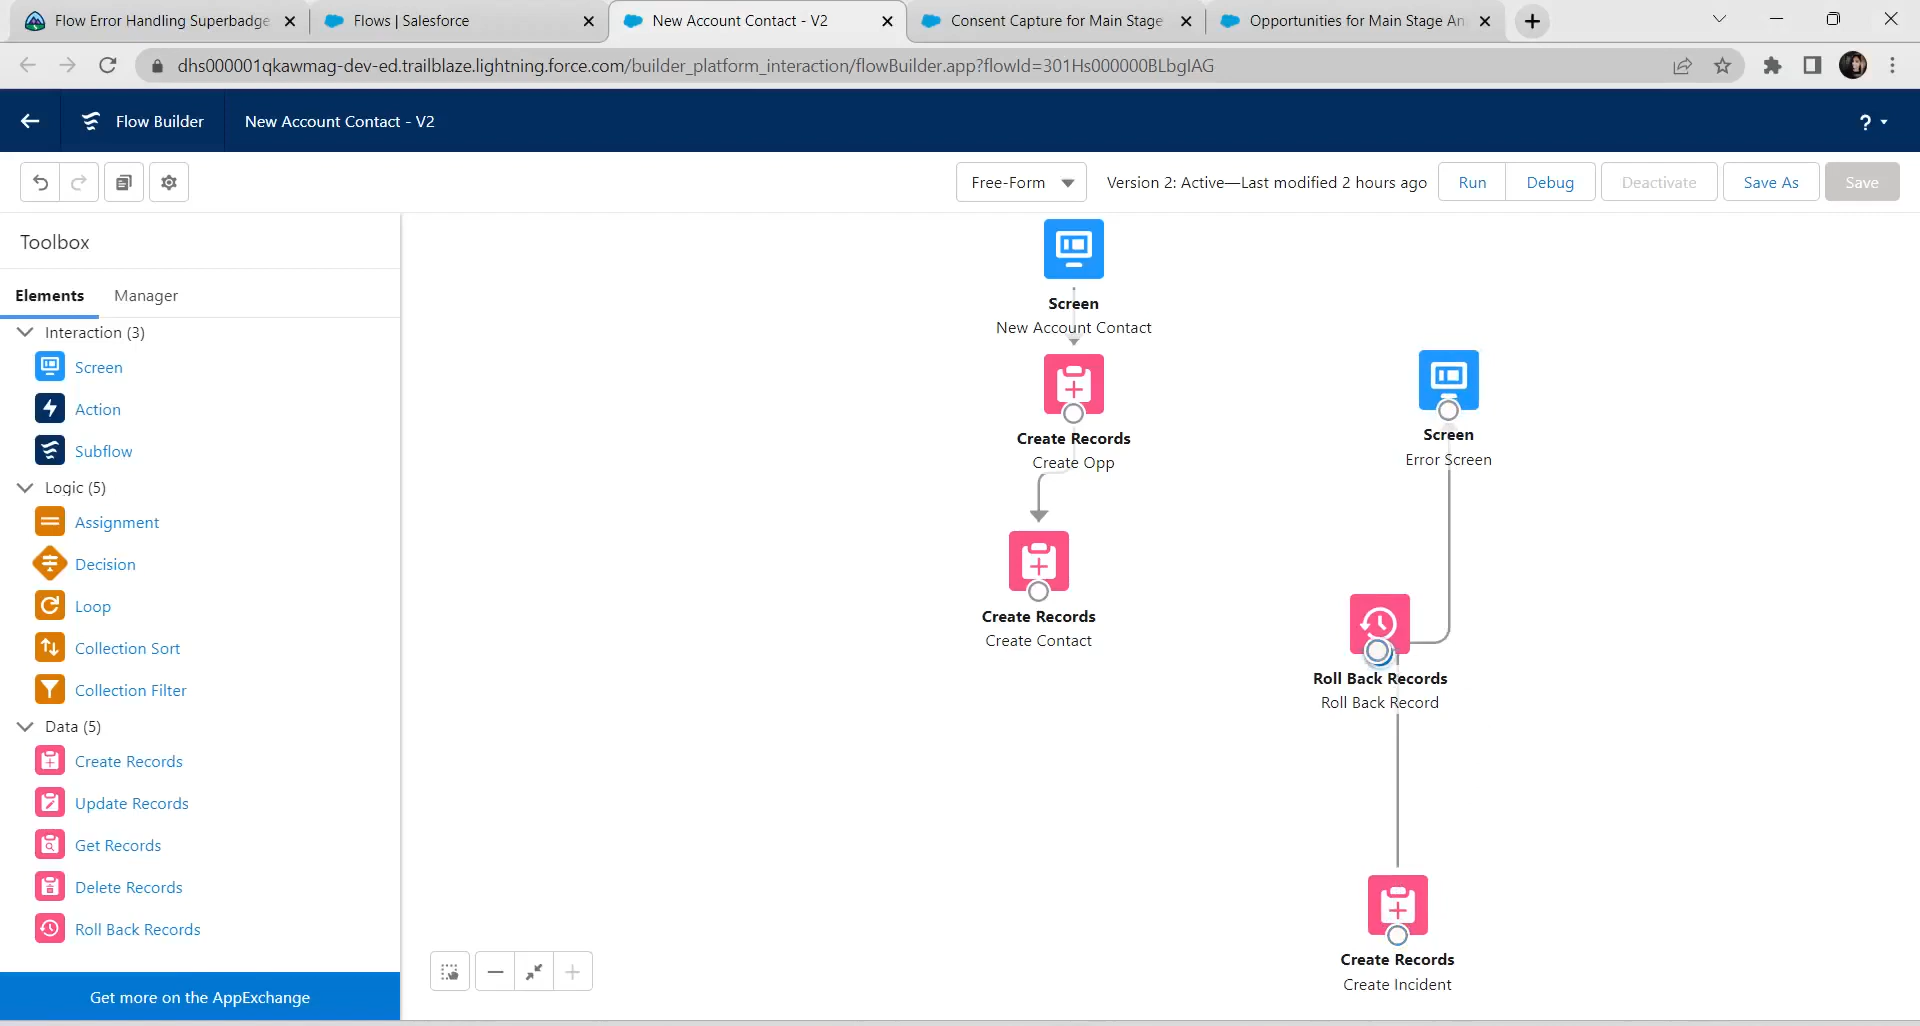 Flow Error Handling Superbadge
Flows | Salesforce
New Account Contact - V2
Consent Capture for Main Stage
Opportunities for Main Stage An
dhs000001qkawmag-dev-ed.trailblaze.lightning.force.com/builder_platform_interaction/flowBuilder.app?flowId=301Hs000000BLbgIAG
Flow Builder
New Account Contact - V2
?
Free-Form
Version 2: Active—Last modified 2 hours ago
Run
Debug
Deactivate
Save As
Save
Toolbox
Elements
Manager
Interaction (3)
Screen
Action
Subflow
Logic (5)
Assignment
Decision
Loop
Collection Sort
Collection Filter
Data (5)
Create Records
Update Records
Get Records
Delete Records
Roll Back Records
Get more on the AppExchange
Screen
New Account Contact
Create Records
Create Opp
Create Records
Create Contact
Screen
Error Screen
Roll Back Records
Roll Back Record
Create Records
Create Incident